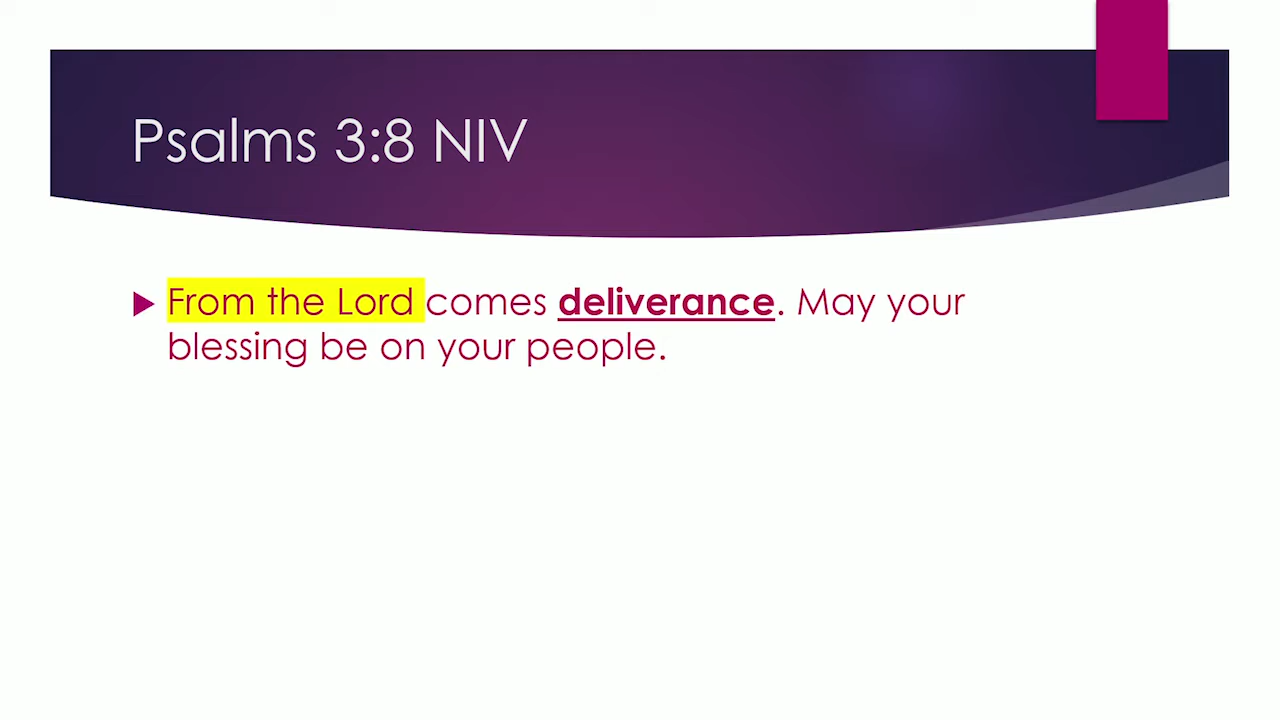 Psalms 3:8 NIV
From the Lord comes deliverance. May your
blessing be on your people.